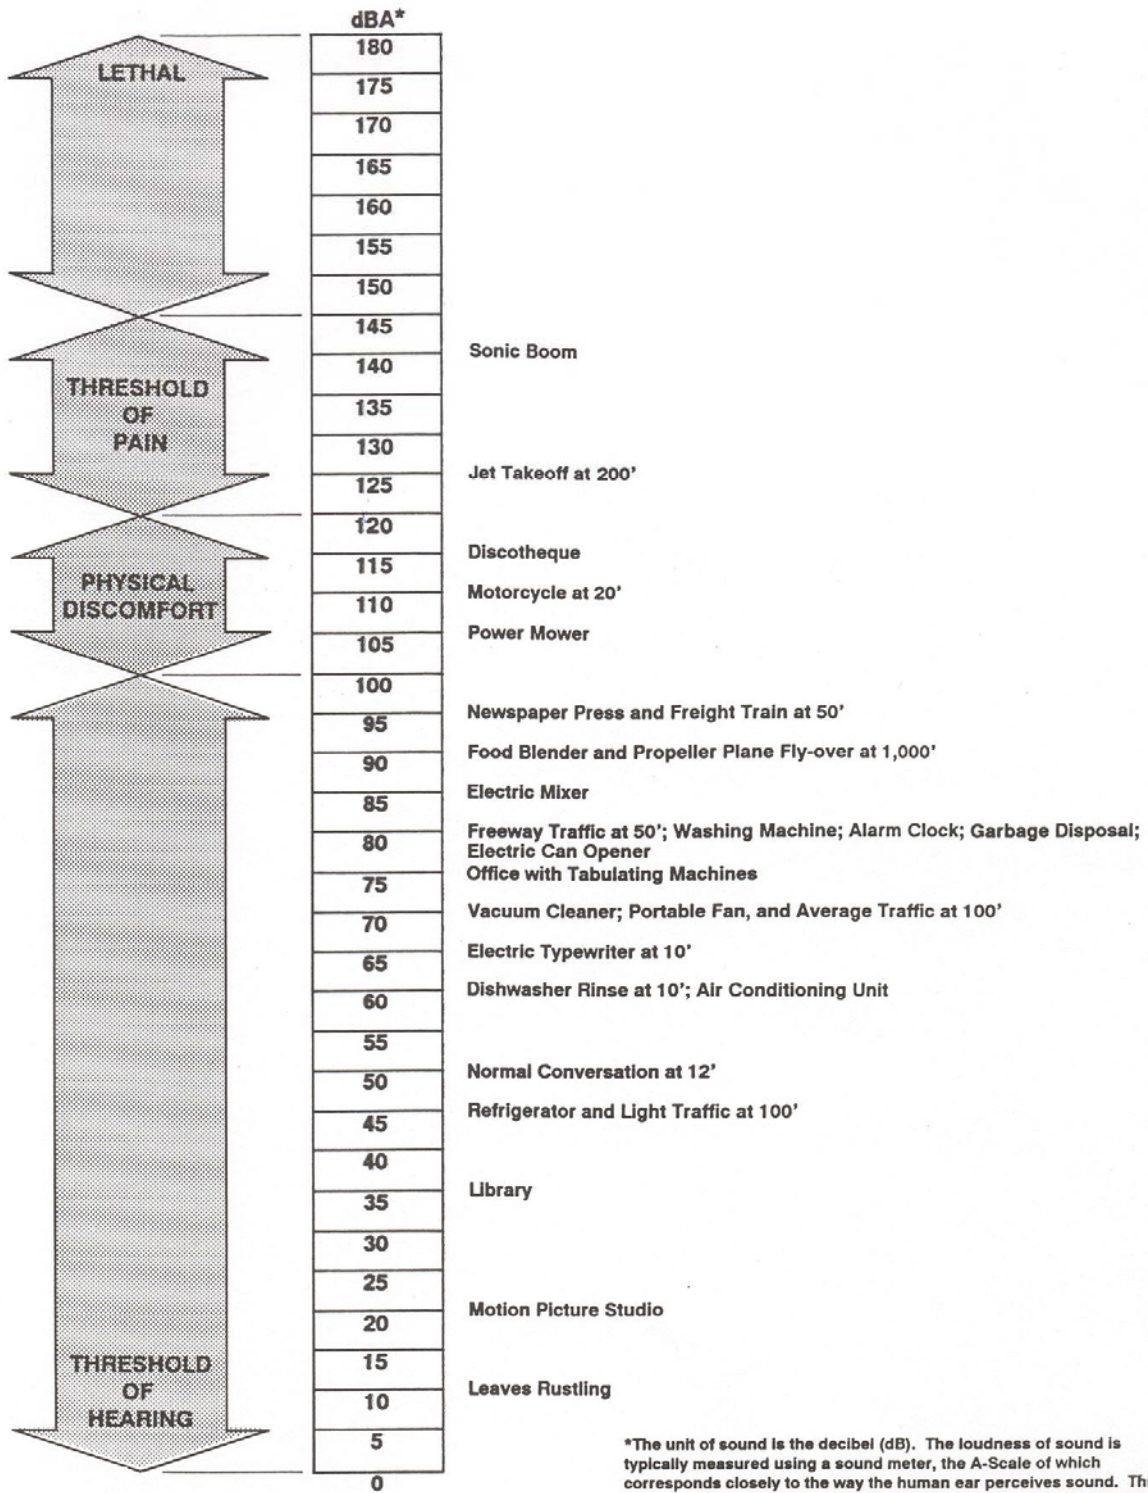 dBA*
180
LETHAL
175
170
165
160
155
150
145
Sonic Boom
140
THRESHOLD
OF
PAIN
135
130
Jet Takeoff at 200'
125
120
Discotheque
115
PHYSICAL
DISCOMFORT
Motorcycle at 20'
110
Power Mower
105
100
Newspaper Press and Freight Train at 50'
95
Food Blender and Propeller Plane Fly-over at 1,000'
90
Electric Mixer
85
Freeway Traffic at 50'; Washing Machine; Alarm Clock; Garbage Disposal;
80
Electric Can Opener
Office with Tabulating Machines
75
Vacuum Cleaner; Portable Fan, and Average Traffic at 100'
70
Electric Typewriter at 10'
65
Dishwasher Rinse at 10'; Air Conditioning Unit
60
55
Normal Conversation at 12'
50
Refrigerator and Light Traffic at 100'
45
40
Library
35
30
25
Motion Picture Studio
20
15
THRESHOLD
OF
HEARING
Leaves Rustling
10
5
0
*The unit of sound is the decibel (dB). The loudness of sound is
typically measured using a sound meter, the A-Scale of which
corresponds closely to the way the human ear perceives sound.